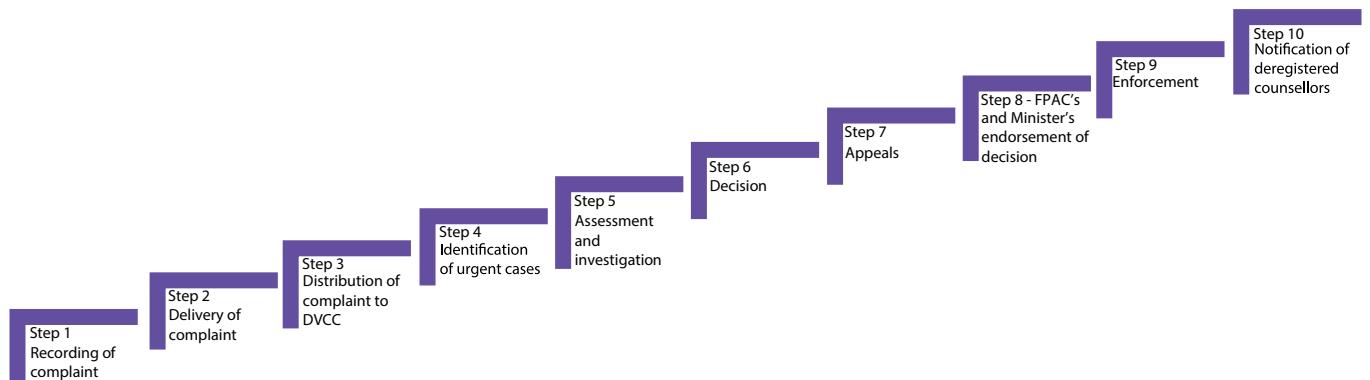 Step 1
Recording of
complaint
Step 2
Delivery of
complaint
Step 3
Distribution of
complaint to
DVCC
Step 4
Identification
of urgent cases
Step 5
Assessment
and
investigation
Step 6
Decision
Step 7
Appeals
Step 8 - FPAC’s
and Minister’s
endorsement of
decision
Step 9
Enforcement
Step 10
Notification of
deregistered
counsellors